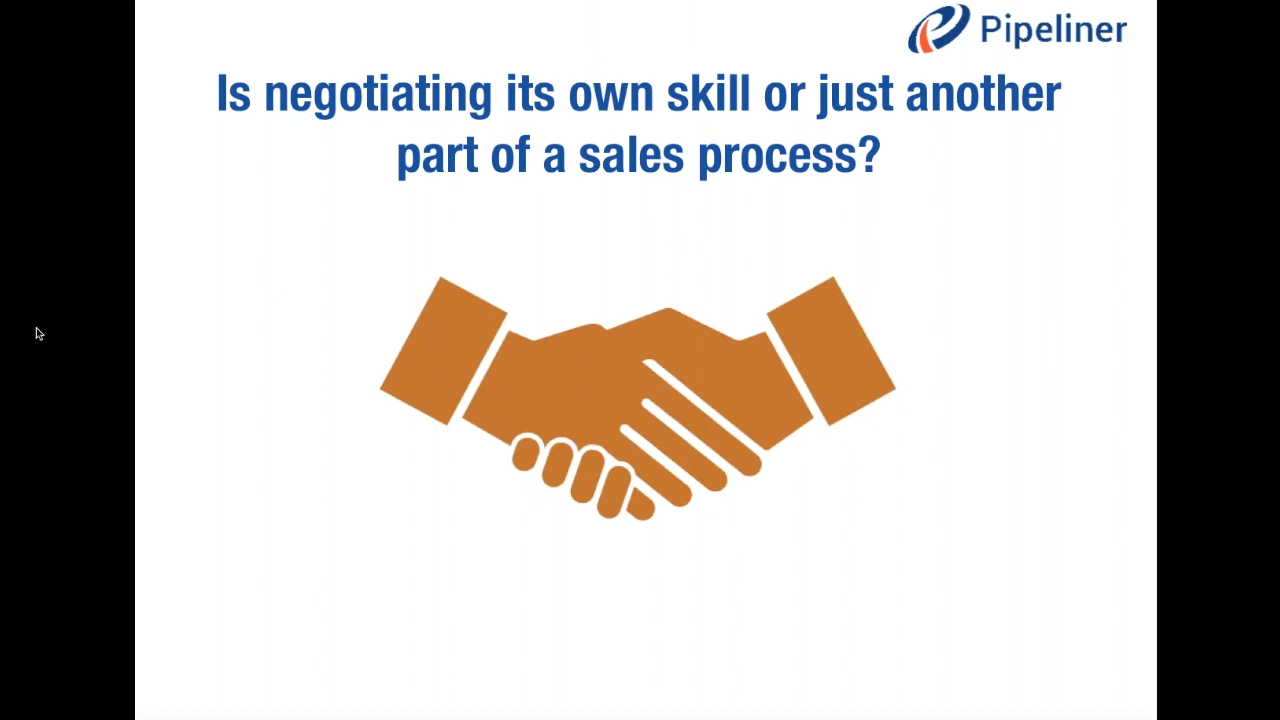 Pipeliner
Is negotiating its own skill or just another
part of a sales process?